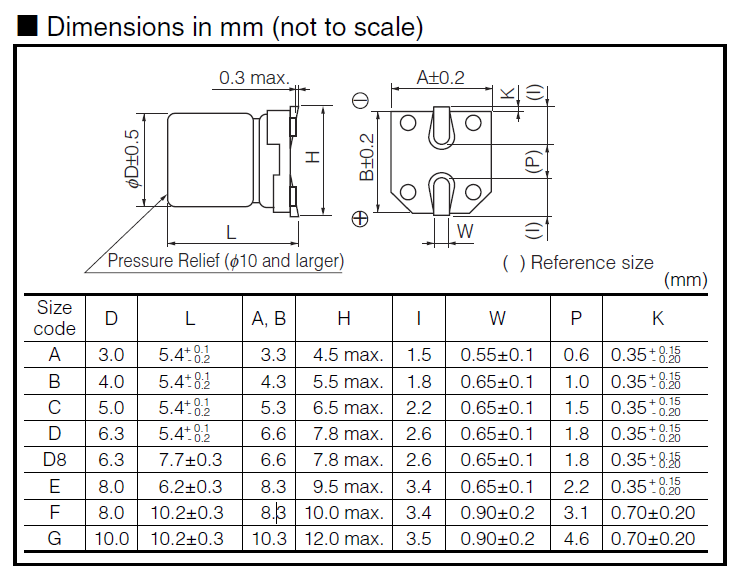 ■ Dimensions in mm (not to scale)
0.3 max.
A±0.2
K
(I)
⊖
φD±0.5
H
B±0.2
(P)
⊕
L
W
(I)
Pressure Relief (φ10 and larger)
( ) Reference size
(mm)
Size code D L A, B H I W P K
A 3.0 5.4 +0.1 -0.2 3.3 4.5 max. 1.5 0.55±0.1 0.6 0.35 +0.15 -0.20
B 4.0 5.4 +0.1 -0.2 4.3 5.5 max. 1.8 0.65±0.1 1.0 0.35 +0.15 -0.20
C 5.0 5.4 +0.1 -0.2 5.3 6.5 max. 2.2 0.65±0.1 1.5 0.35 +0.15 -0.20
D 6.3 5.4 +0.1 -0.2 6.6 7.8 max. 2.6 0.65±0.1 1.8 0.35 +0.15 -0.20
D8 6.3 7.7±0.3 6.6 7.8 max. 2.6 0.65±0.1 1.8 0.35 +0.15 -0.20
E 8.0 6.2±0.3 8.3 9.5 max. 3.4 0.65±0.1 2.2 0.35 +0.15 -0.20
F 8.0 10.2±0.3 8.3 10.0 max. 3.4 0.90±0.2 3.1 0.70±0.20
G 10.0 10.2±0.3 10.3 12.0 max. 3.5 0.90±0.2 4.6 0.70±0.20